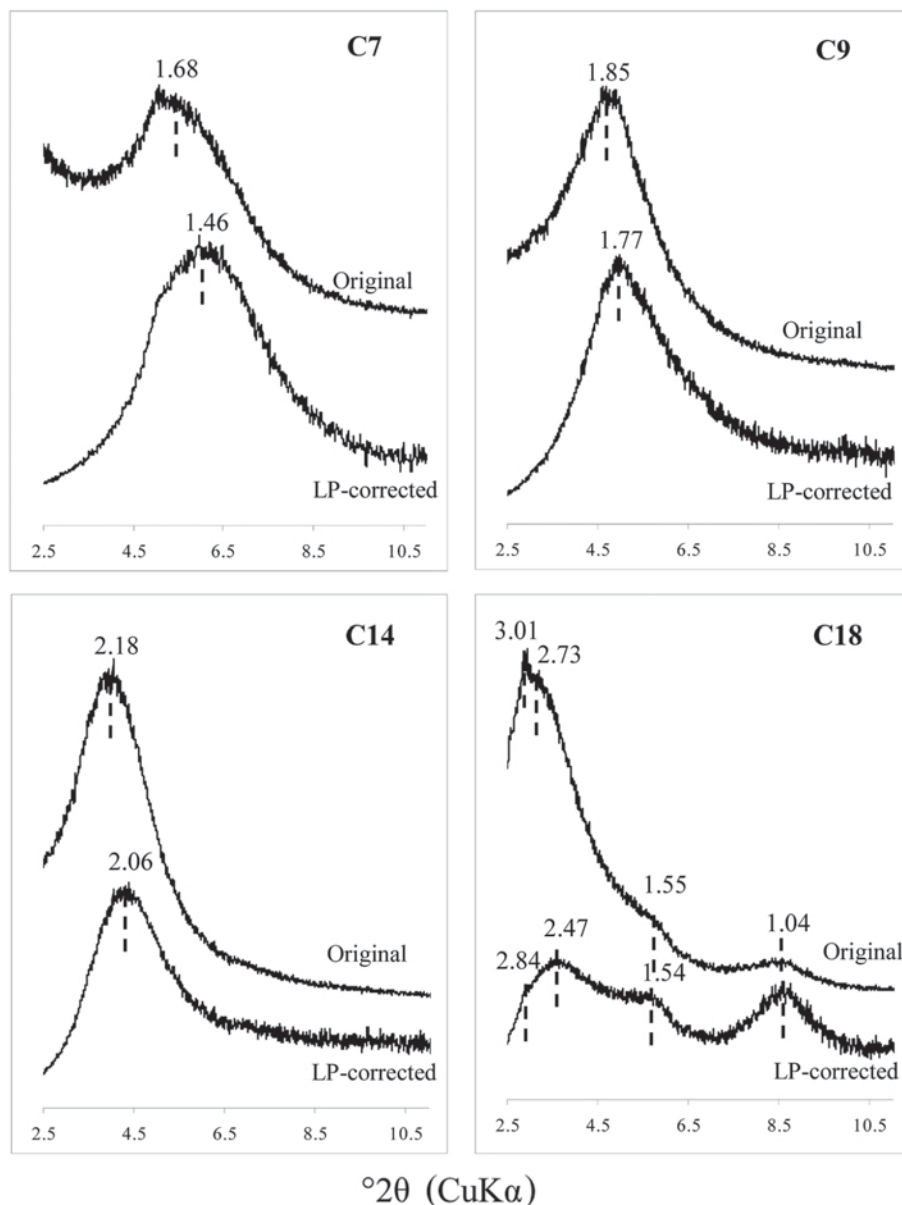 C7
1.68
1.46
Original
LP-corrected
2.5 4.5 6.5 8.5 10.5
C9
1.85
1.77
Original
LP-corrected
2.5 4.5 6.5 8.5 10.5
C14
2.18
2.06
Original
LP-corrected
2.5 4.5 6.5 8.5 10.5
C18
3.01
2.73
1.55
1.04
2.47
Original
2.84
1.54
LP-corrected
2.5 4.5 6.5 8.5 10.5
°2θ (CuKα)